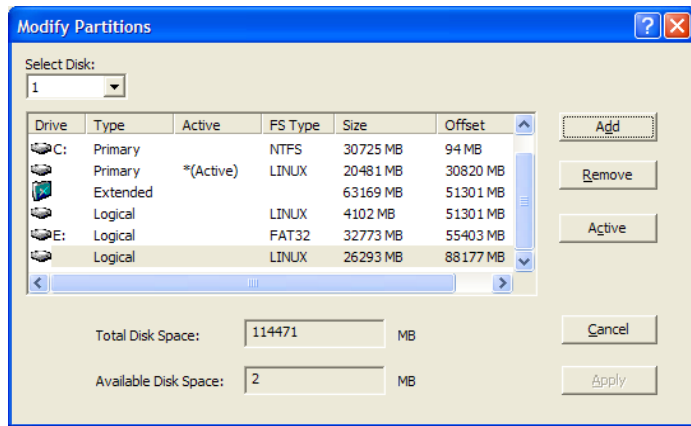 Modify Partitions
Select Disk:
1
Drive Type Active FS Type Size Offset
C: Primary NTFS 30725 MB 94 MB
Primary *(Active) LINUX 20481 MB 30820 MB
Extended 63169 MB 51301 MB
Logical LINUX 4102 MB 51301 MB
E: Logical FAT32 32773 MB 55403 MB
Logical LINUX 26293 MB 88177 MB
Add
Remove
Active
Total Disk Space: 114471 MB
Available Disk Space: 2 MB
Cancel
Apply